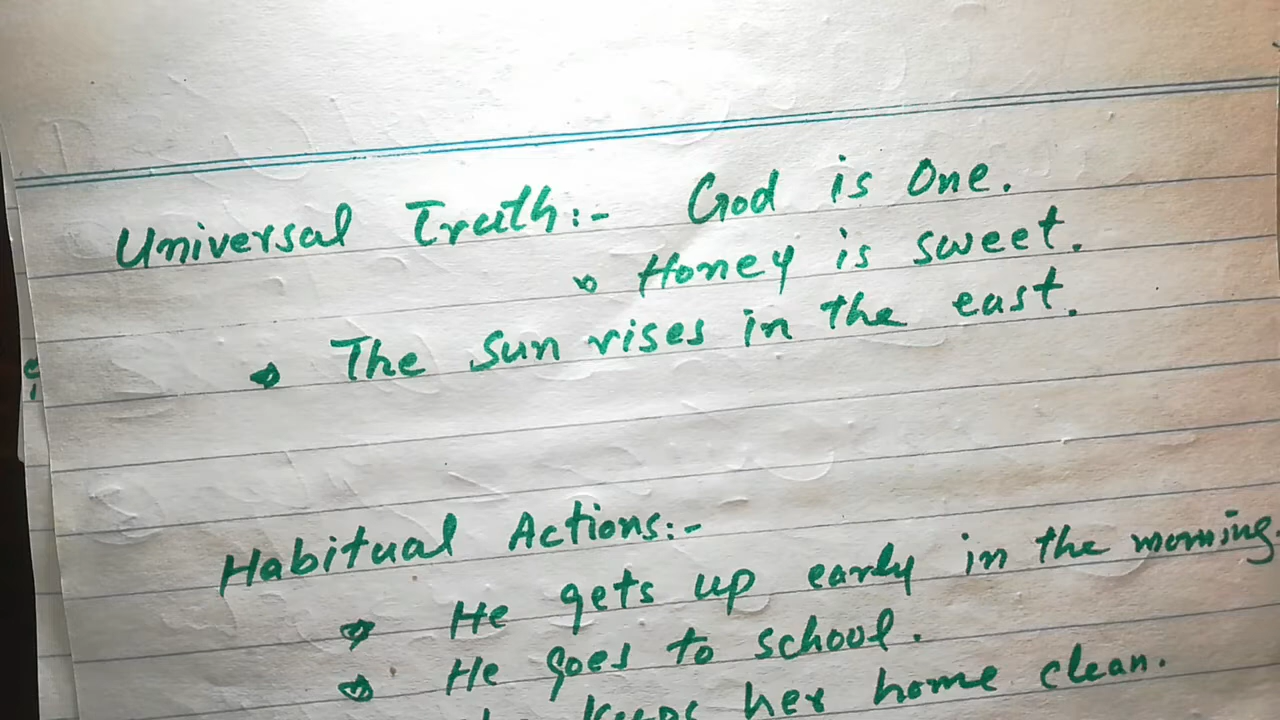 Universal Truth:- God is One.
Honey is sweet.
The Sun rises in the east.
Habitual Actions:-
He gets up early in the morning.
He goes to school.
keeps her home clean.